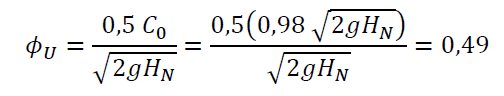 ϕ_U = 0,5 C_0 / √(2gH_N) = 0,5(0,98 √(2gH_N)) / √(2gH_N) = 0,49